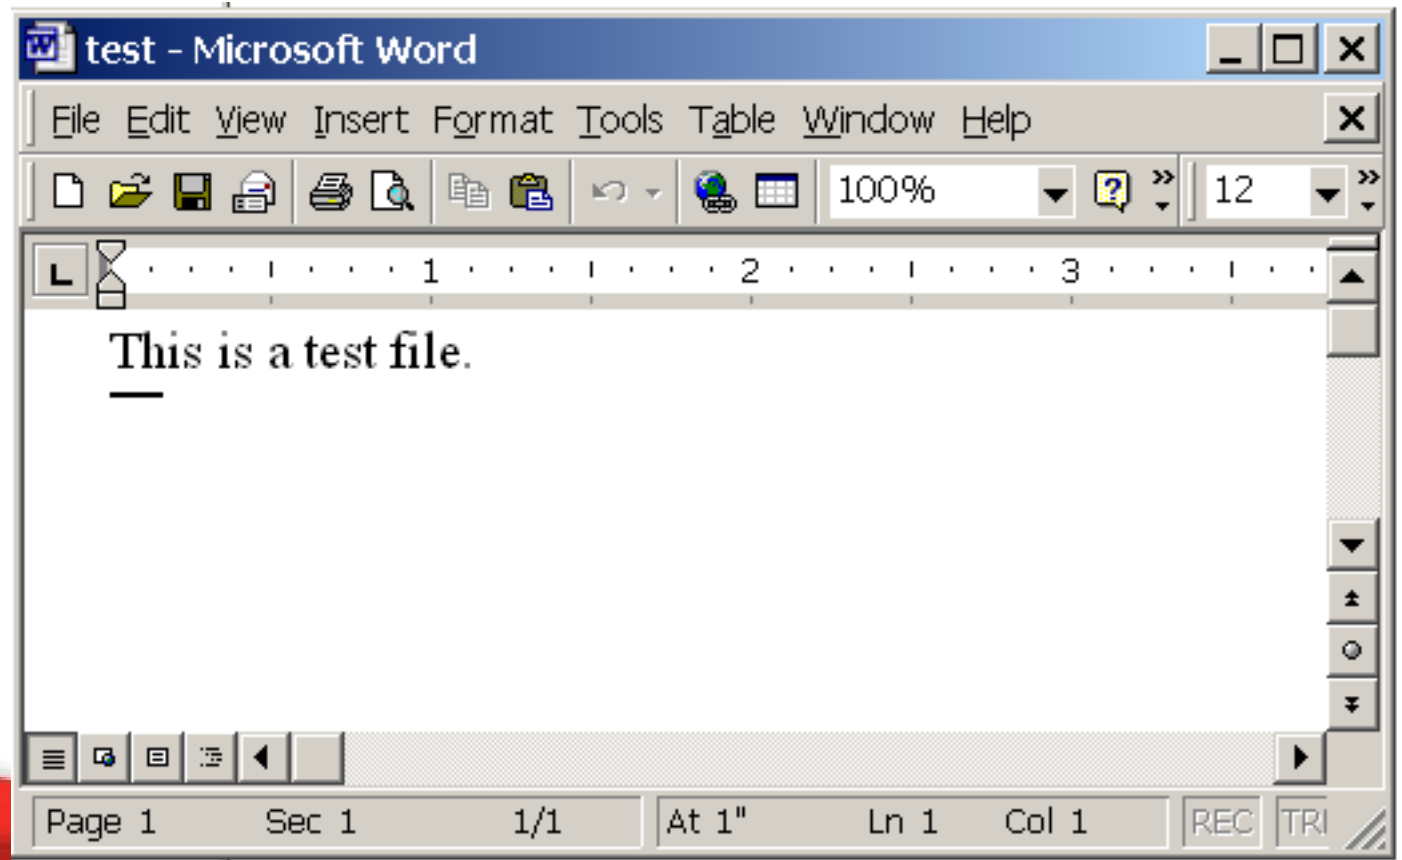 test - Microsoft Word
File Edit View Insert Format Tools Table Window Help
100% 12
1 2 3
This is a test file.
Page 1 Sec 1 1/1 At 1" Ln 1 Col 1 REC